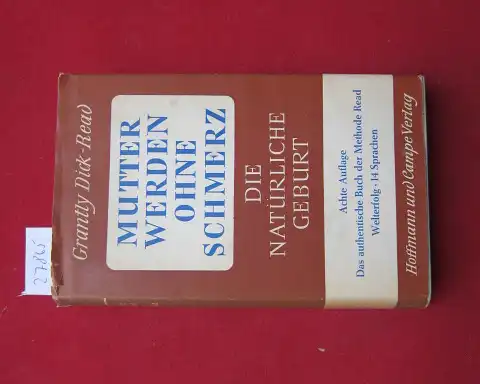 Grantly Dick-Read
MUTTER
WERDEN
OHNE
SCHMERZ
DIE
NATÜRLICHE
GEBURT
Achte Auflage
Das authentische Buch der Methode Read
Welterfolg · 14 Sprachen
Hoffmann und Campe Verlag